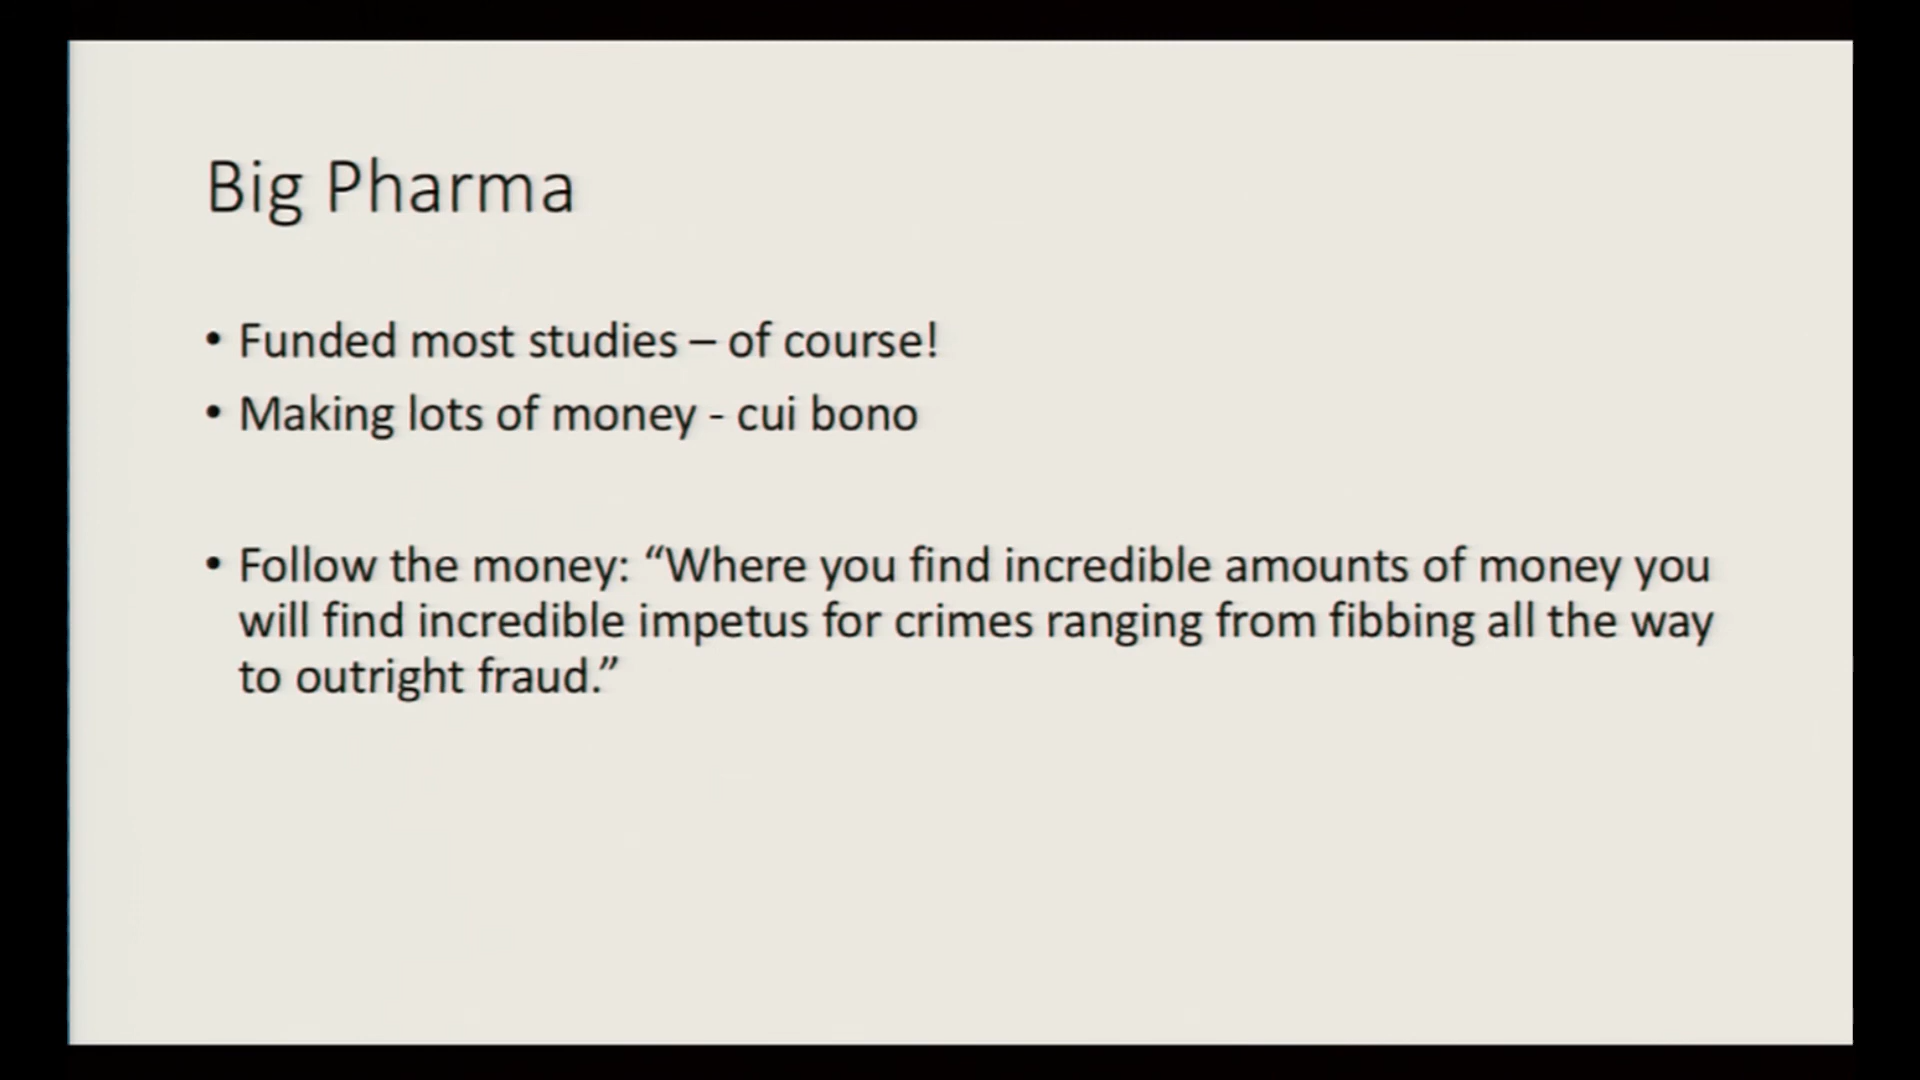 Big Pharma
• Funded most studies – of course!
• Making lots of money - cui bono
• Follow the money: “Where you find incredible amounts of money you
will find incredible impetus for crimes ranging from fibbing all the way
to outright fraud.”